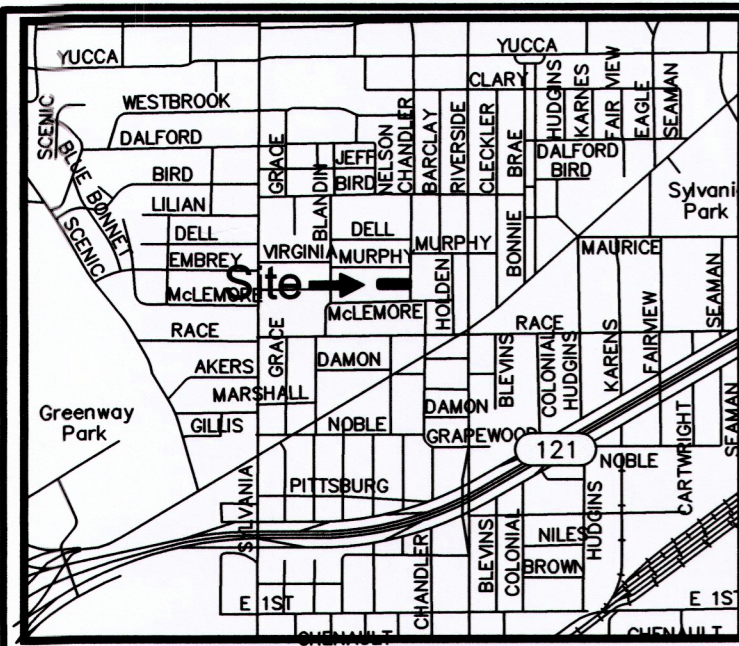 YUCCA
YUCCA
CLARY
SCENIC
WESTBROOK
DALFORD
BLUE BONNET
BIRD
LILIAN
SCENIC
DELL
EMBREY
McLEMORE
RACE
AKERS
MARSHALL
GILLIS
Greenway
Park
GRACE
BLANDIN
JEFF
BIRD
NELSON
CHANDLER
BARCLAY
RIVERSIDE
CLECKLER
BRAE
BONNIE
HUDGINS
KARNES
FAIR VIEW
EAGLE
SEAMAN
DALFORD
BIRD
Sylvani
Park
VIRGINIA
DELL
MURPHY
MURPHY
MAURICE
Site
McLEMORE
HOLDEN
RACE
GRACE
DAMON
DAMON
NOBLE
GRAPEWOOD
BLEVINS
COLONIAL
HUDGINS
KARENS
FAIRVIEW
SEAMAN
121
NOBLE
CARTWRIGHT
SEAMAN
SYLVANIA
PITTSBURG
CHANDLER
BLEVINS
COLONIAL
NILES
BROWN
HUDGINS
E 1ST
E 1ST
CHENAULT
CHENAULT